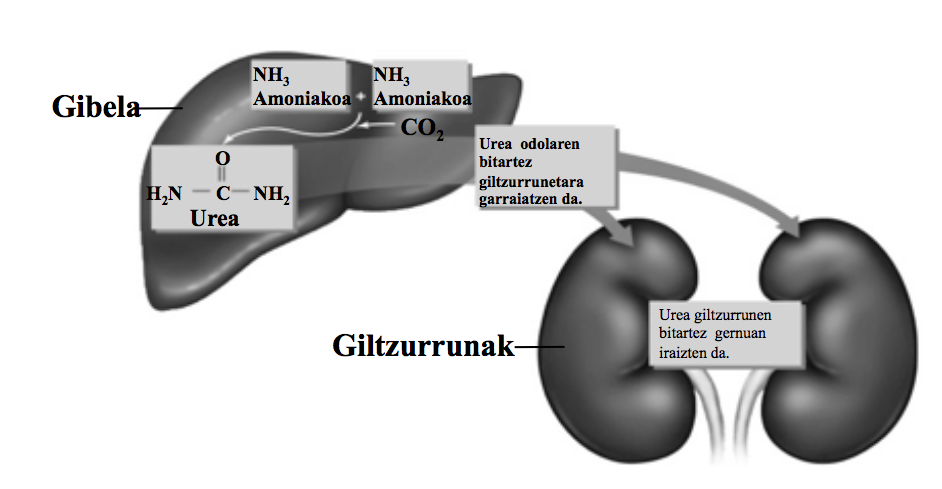 Gibela
NH₃
Amoniakoa
+
NH₃
Amoniakoa
CO₂
O
H₂N — C — NH₂
Urea
Urea odolaren
bitartez
giltzurrunetara
garraiatzen da.
Giltzurrunak
Urea giltzurrunen
bitartez gernuan
iraizten da.